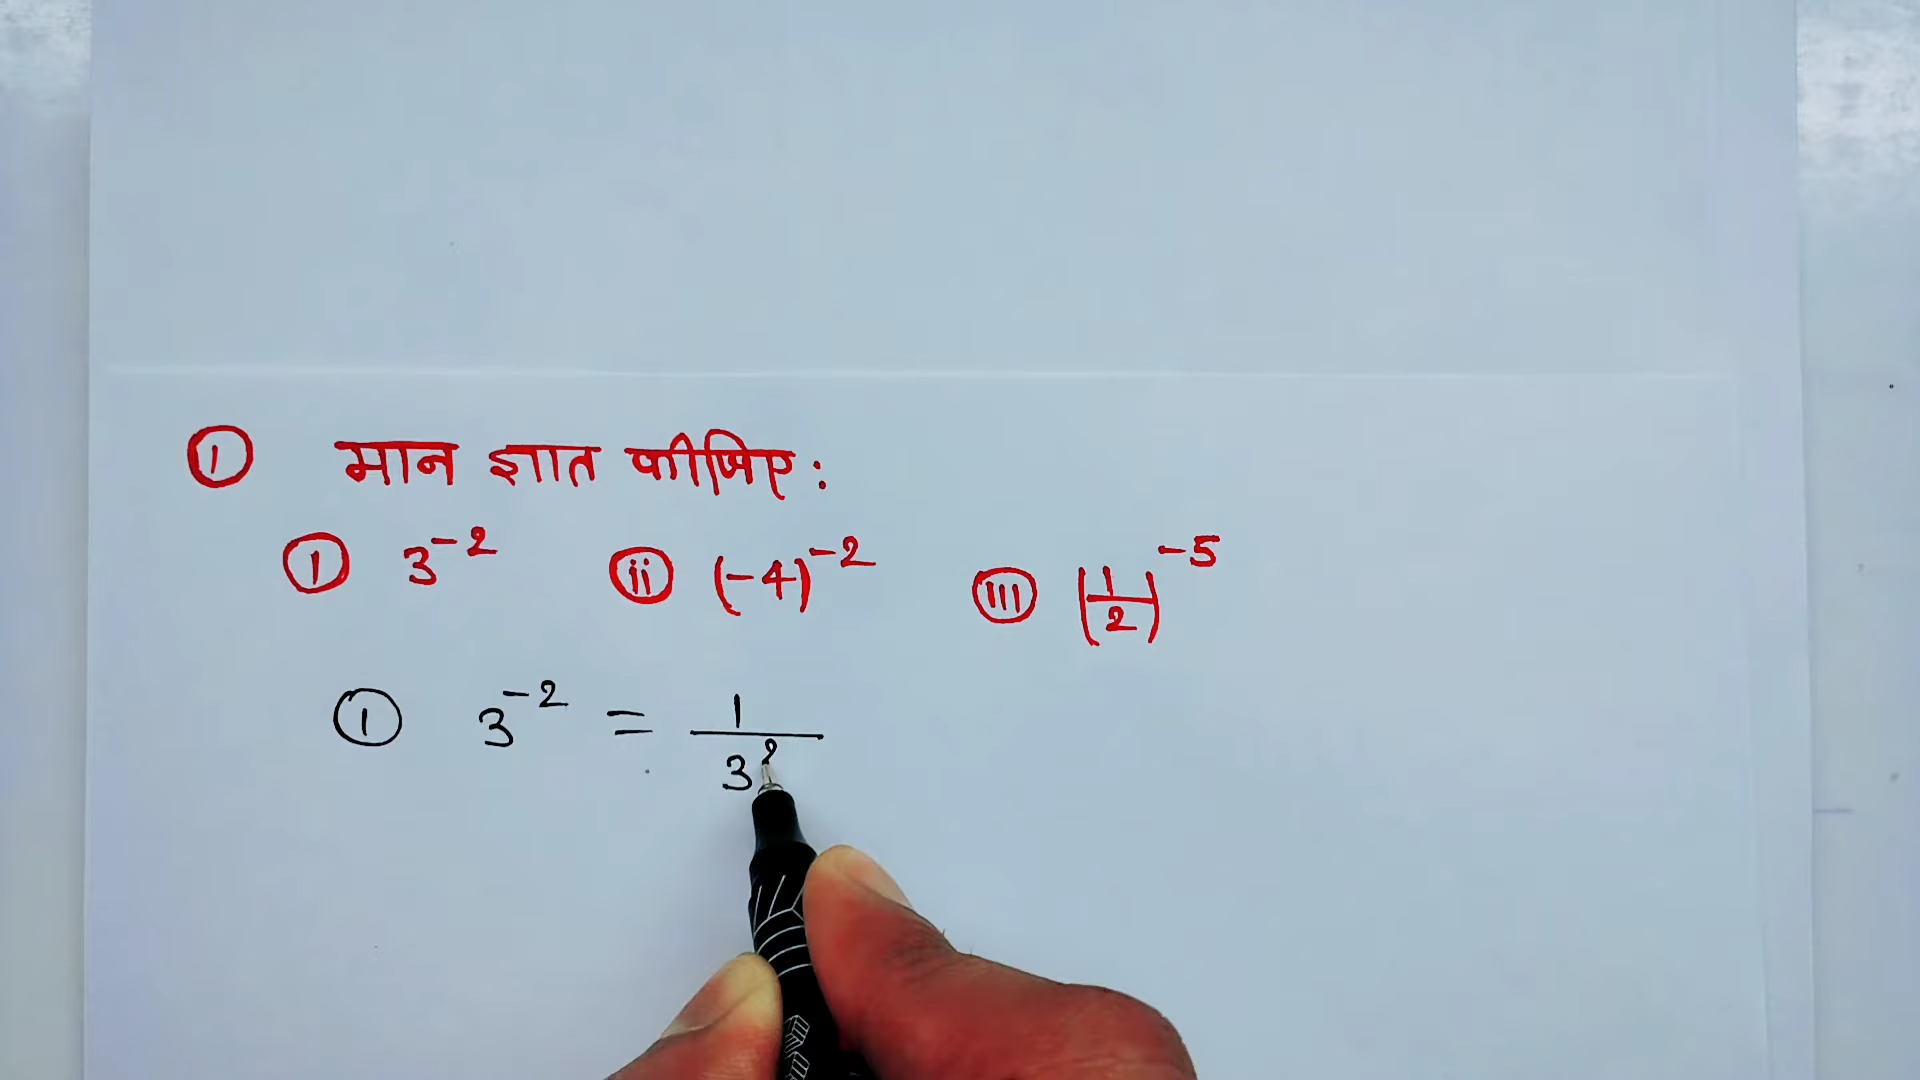 ① मान ज्ञात कीजिए:
① 3⁻² ⓘⓘ (-4)⁻² ⓘⓘⓘ (1/2)⁻⁵
① 3⁻² = 1/3²